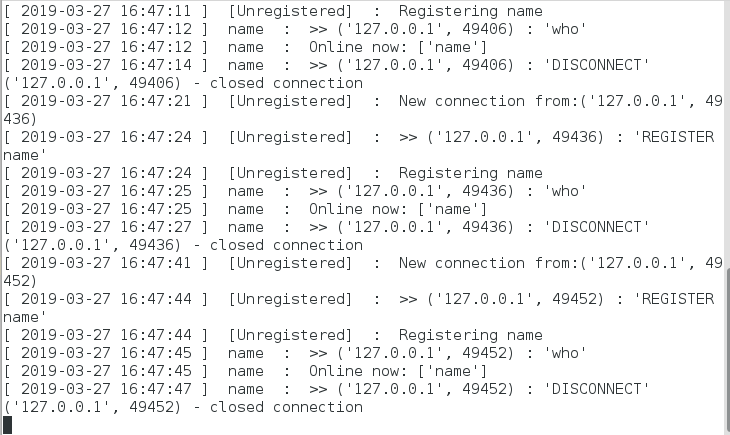 [ 2019-03-27 16:47:11 ]  [Unregistered]  :  Registering name
[ 2019-03-27 16:47:12 ]  name  :  >> ('127.0.0.1', 49406) : 'who'
[ 2019-03-27 16:47:12 ]  name  :  Online now: ['name']
[ 2019-03-27 16:47:14 ]  name  :  >> ('127.0.0.1', 49406) : 'DISCONNECT'
('127.0.0.1', 49406) - closed connection
[ 2019-03-27 16:47:21 ]  [Unregistered]  :  New connection from:('127.0.0.1', 49
436)
[ 2019-03-27 16:47:24 ]  [Unregistered]  :  >> ('127.0.0.1', 49436) : 'REGISTER
name'
[ 2019-03-27 16:47:24 ]  [Unregistered]  :  Registering name
[ 2019-03-27 16:47:25 ]  name  :  >> ('127.0.0.1', 49436) : 'who'
[ 2019-03-27 16:47:25 ]  name  :  Online now: ['name']
[ 2019-03-27 16:47:27 ]  name  :  >> ('127.0.0.1', 49436) : 'DISCONNECT'
('127.0.0.1', 49436) - closed connection
[ 2019-03-27 16:47:41 ]  [Unregistered]  :  New connection from:('127.0.0.1', 49
452)
[ 2019-03-27 16:47:44 ]  [Unregistered]  :  >> ('127.0.0.1', 49452) : 'REGISTER
name'
[ 2019-03-27 16:47:44 ]  [Unregistered]  :  Registering name
[ 2019-03-27 16:47:45 ]  name  :  >> ('127.0.0.1', 49452) : 'who'
[ 2019-03-27 16:47:45 ]  name  :  Online now: ['name']
[ 2019-03-27 16:47:47 ]  name  :  >> ('127.0.0.1', 49452) : 'DISCONNECT'
('127.0.0.1', 49452) - closed connection